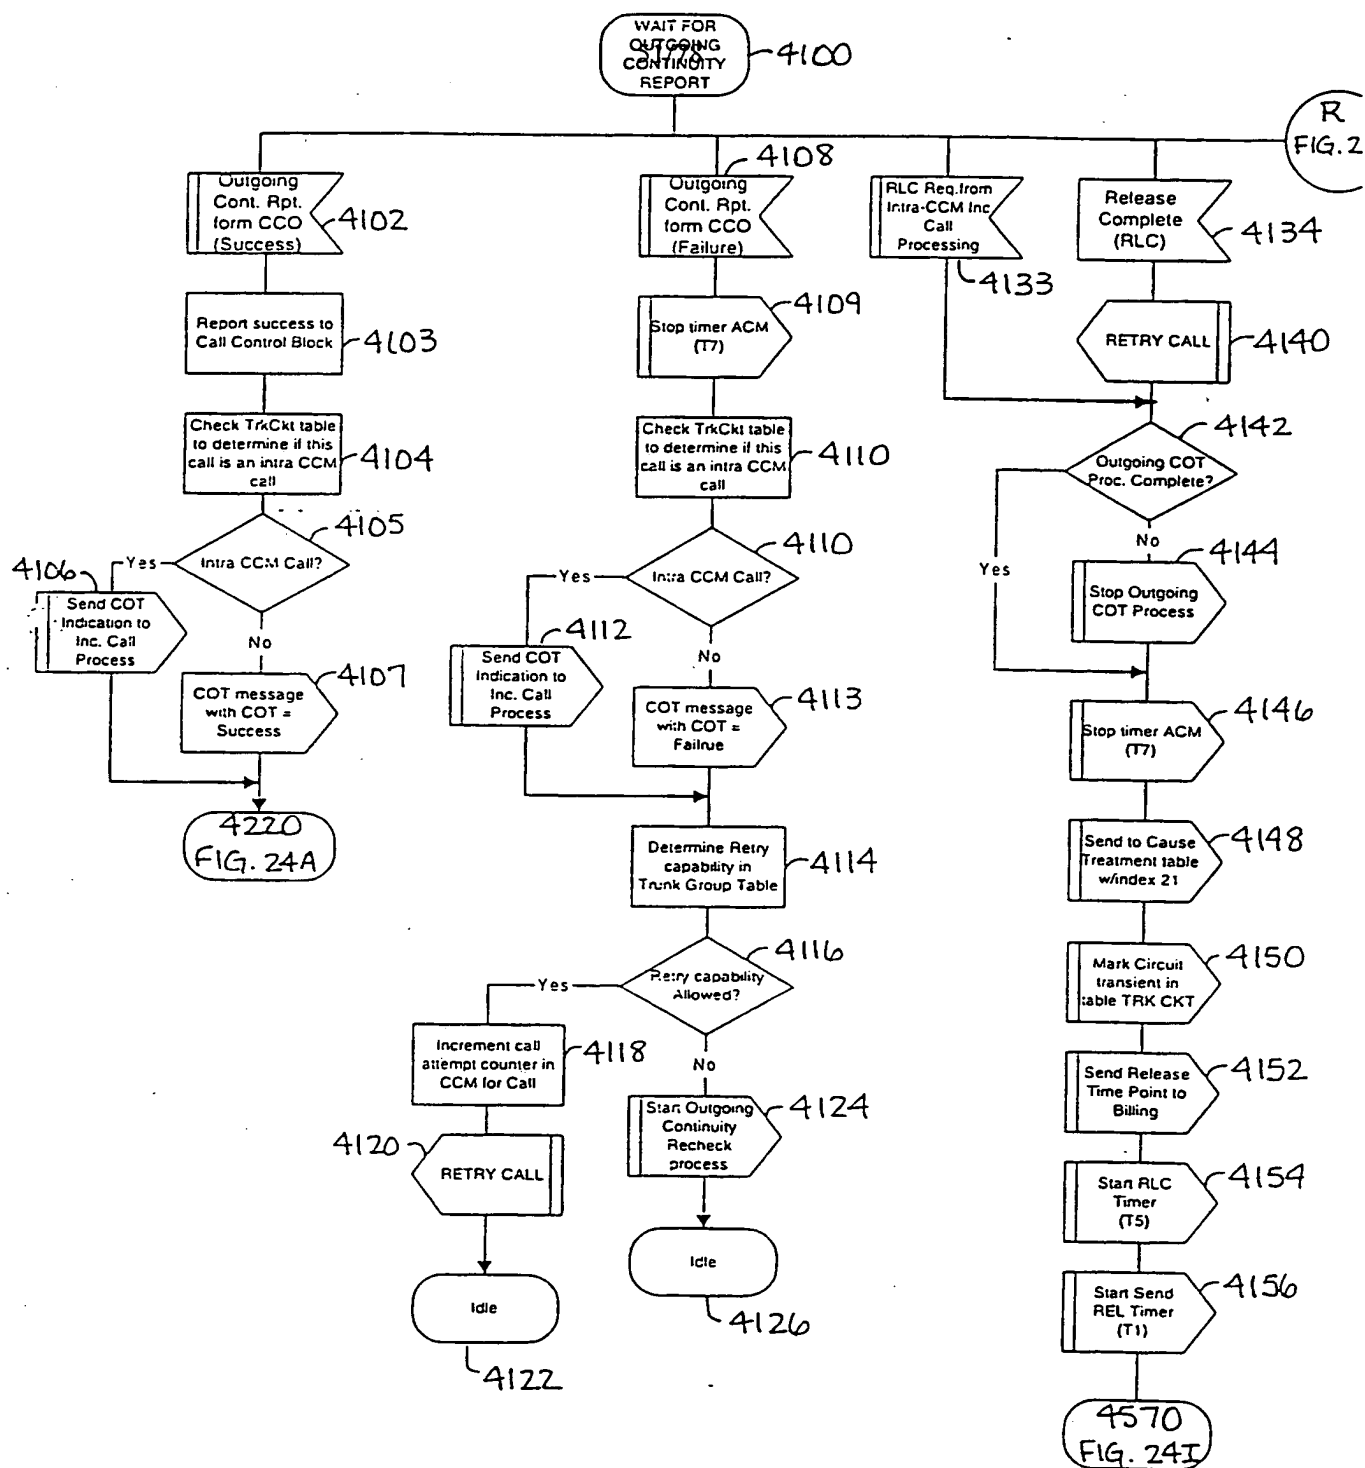 WAIT FOR
OUTGOING
CONTINUITY
REPORT
51/78
4100
R
FIG. 2
Outgoing
Cont. Rpt.
form CCO
(Success)
4102
Report success to
Call Control Block
4103
Check TrkCkt table
to determine if this
call is an intra CCM
call
4104
Intra CCM Call?
4105
Yes
No
4106
Send COT
Indication to
Inc. Call
Process
COT message
with COT =
Success
4107
4220
FIG. 24A
4108
Outgoing
Cont. Rpt.
form CCO
(Failure)
4109
Stop timer ACM
(T7)
Check TrkCkt table
to determine if this
call is an intra CCM
call
4110
Intra CCM Call?
4110
Yes
No
4112
Send COT
Indication to
Inc. Call
Process
COT message
with COT =
Failrue
4113
Determine Retry
capability in
Trunk Group Table
4114
Retry capability
Allowed?
4116
Yes
No
Increment call
attempt counter in
CCM for Call
4118
4120
RETRY CALL
Idle
4122
Start Outgoing
Continuity
Recheck
process
4124
Idle
4126
RLC Req.from
Intra-CCM Inc
Call
Processing
4133
Release
Complete
(RLC)
4134
RETRY CALL
4140
Outgoing COT
Proc. Complete?
4142
Yes
No
Stop Outgoing
COT Process
4144
Stop timer ACM
(T7)
4146
Send to Cause
Treatment table
w/index 21
4148
Mark Circuit
transient in
table TRK CKT
4150
Send Release
Time Point to
Billing
4152
Start RLC
Timer
(T5)
4154
Start Send
REL Timer
(T1)
4156
4570
FIG. 24I